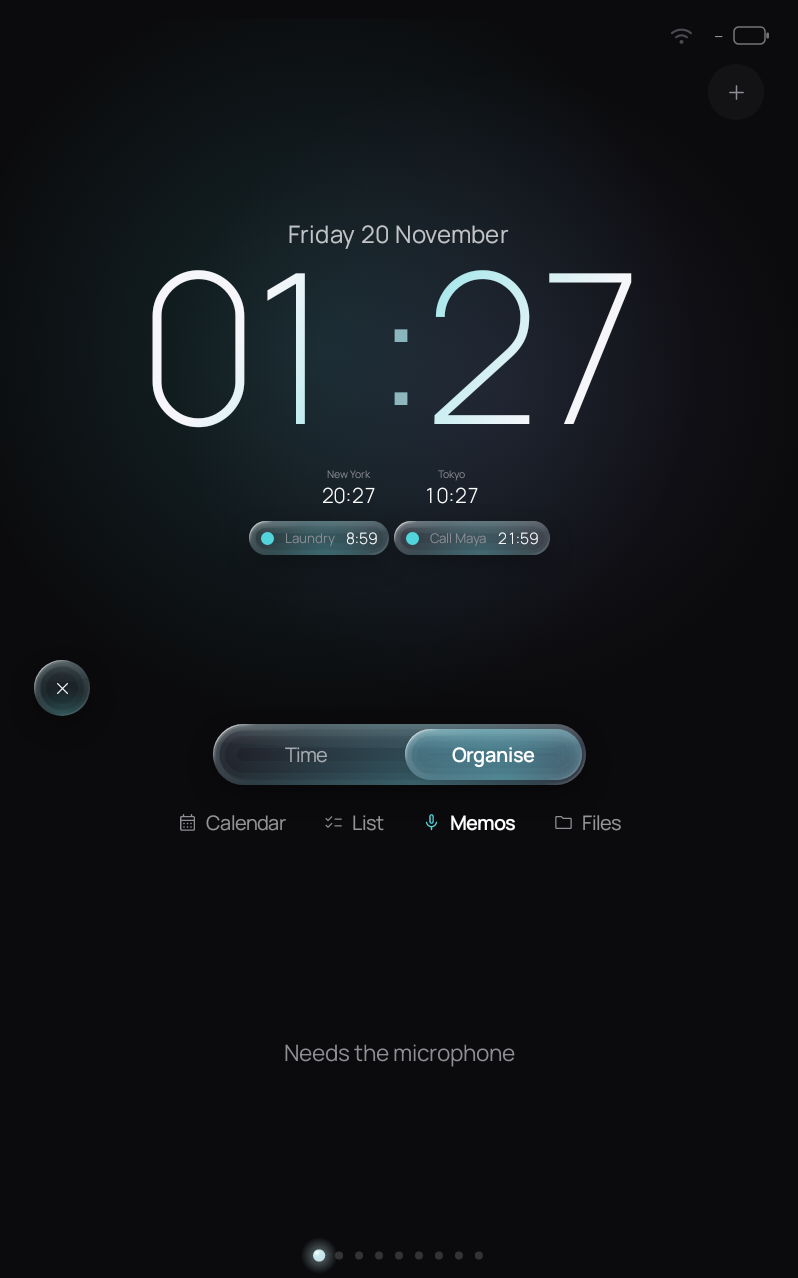 –
Friday 20 November
01:27
New York Tokyo
20:27 10:27
Laundry 8:59 Call Maya 21:59
Time Organise
Calendar List Memos Files
Needs the microphone